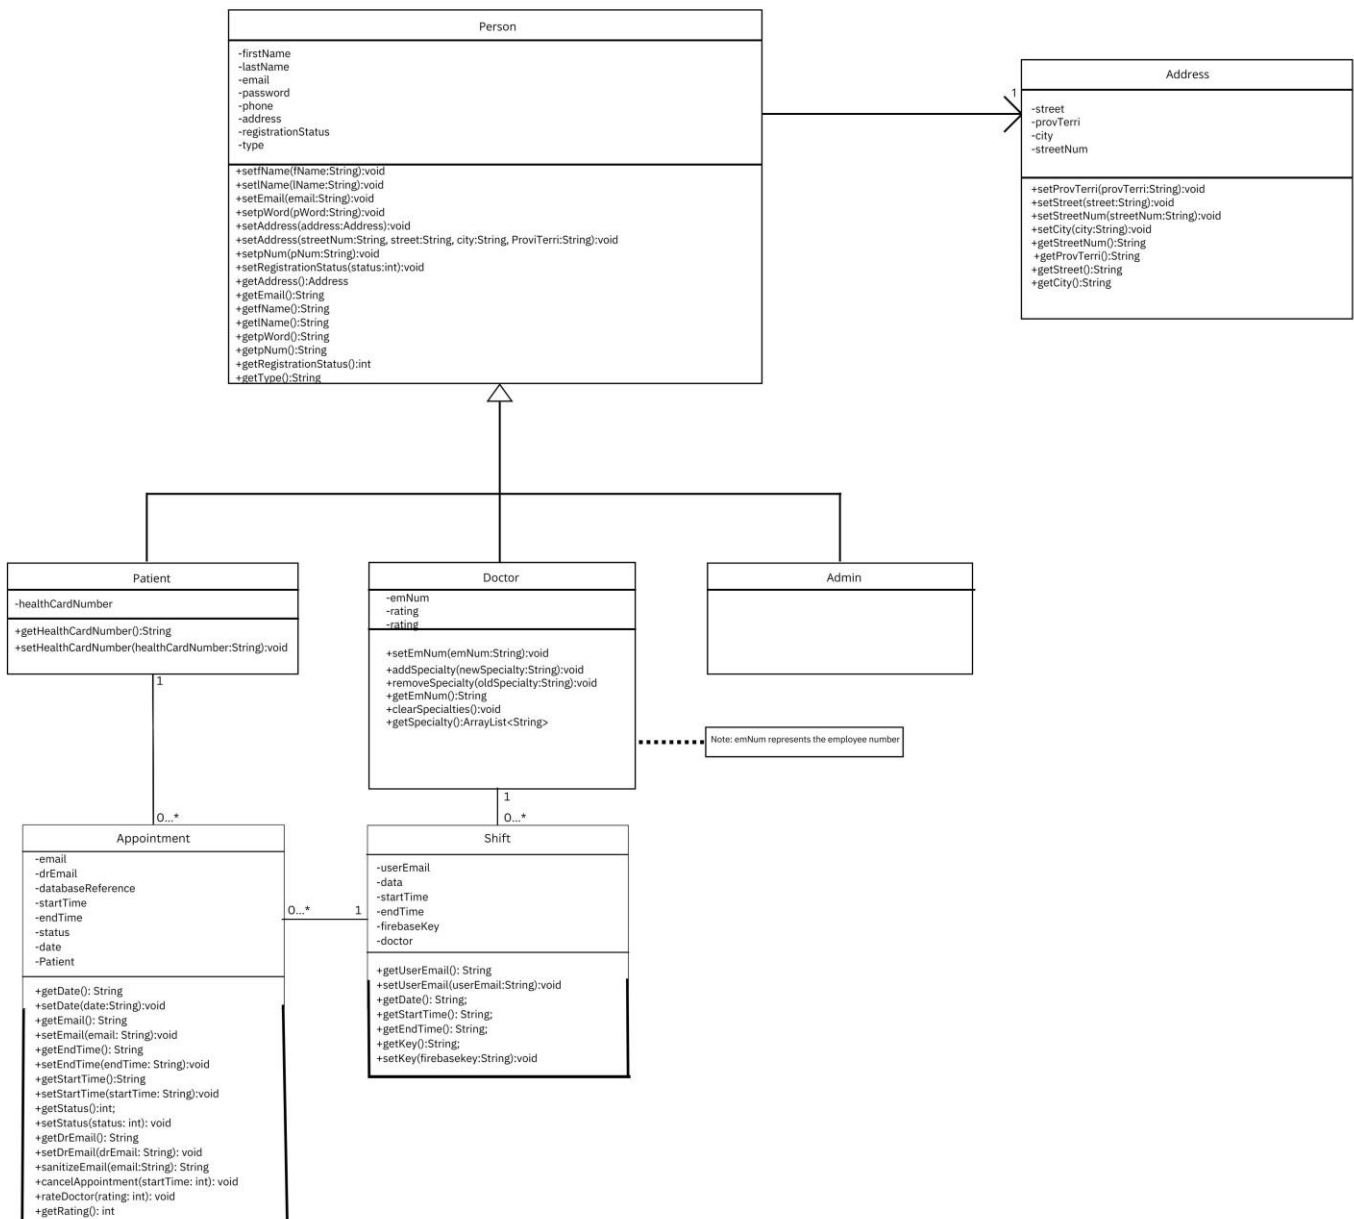 Person
-firstName
-lastName
-email
-password
-phone
-address
-registrationStatus
-type
+setfName(fName:String):void
+setlName(lName:String):void
+setEmail(email:String):void
+setpWord(pWord:String):void
+setAddress(address:Address):void
+setAddress(streetNum:String, street:String, city:String, ProviTerri:String):void
+setpNum(pNum:String):void
+setRegistrationStatus(status:int):void
+getAddress():Address
+getEmail():String
+getfName():String
+getlName():String
+getpWord():String
+getpNum():String
+getRegistrationStatus():int
+getType():String
1
Address
-street
-provTerri
-city
-streetNum
+setProvTerri(provTerri:String):void
+setStreet(street:String):void
+setStreetNum(streetNum:String):void
+setCity(city:String):void
+getStreetNum():String
+getProvTerri():String
+getStreet():String
+getCity():String
Patient
-healthCardNumber
+getHealthCardNumber():String
+setHealthCardNumber(healthCardNumber:String):void
1
0...*
Doctor
-emNum
-rating
-rating
+setEmNum(emNum:String):void
+addSpecialty(newSpecialty:String):void
+removeSpecialty(oldSpecialty:String):void
+getEmNum():String
+clearSpecialties():void
+getSpecialty():ArrayList<String>
1
0...*
Admin
Note: emNum represents the employee number
Appointment
-email
-drEmail
-databaseReference
-startTime
-endTime
-status
-date
-Patient
+getDate(): String
+setDate(date:String):void
+getEmail(): String
+setEmail(email: String):void
+getEndTime(): String
+setEndTime(endTime: String):void
+getStartTime():String
+setStartTime(startTime: String):void
+getStatus():int;
+setStatus(status: int): void
+getDrEmail(): String
+setDrEmail(drEmail: String): void
+sanitizeEmail(email:String): String
+cancelAppointment(startTime: int): void
+rateDoctor(rating: int): void
+getRating(): int
0...* 1
Shift
-userEmail
-data
-startTime
-endTime
-firebaseKey
-doctor
+getUserEmail(): String
+setUserEmail(userEmail:String):void
+getDate(): String;
+getStartTime(): String;
+getEndTime(): String;
+getKey():String;
+setKey(firebasekey:String):void